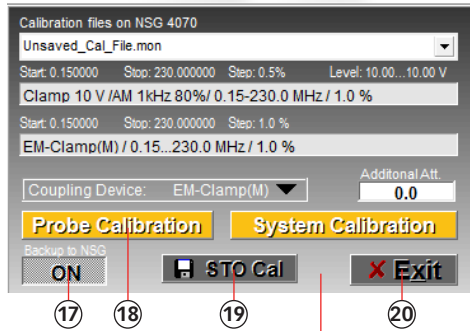 Calibration files on NSG 4070
Unsaved_Cal_File.mon
Start: 0.150000 Stop: 230.000000 Step: 0.5% Level: 10.00...10.00 V
Clamp 10 V /AM 1kHz 80%/ 0.15-230.0 MHz / 1.0 %
Start: 0.150000 Stop: 230.000000 Step: 1.0 %
EM-Clamp(M) / 0.15...230.0 MHz / 1.0 %
Additonal Att.
Coupling Device: EM-Clamp(M) 0.0
Probe Calibration System Calibration
Backup to NSG
ON STO Cal Exit
17 18 19 20